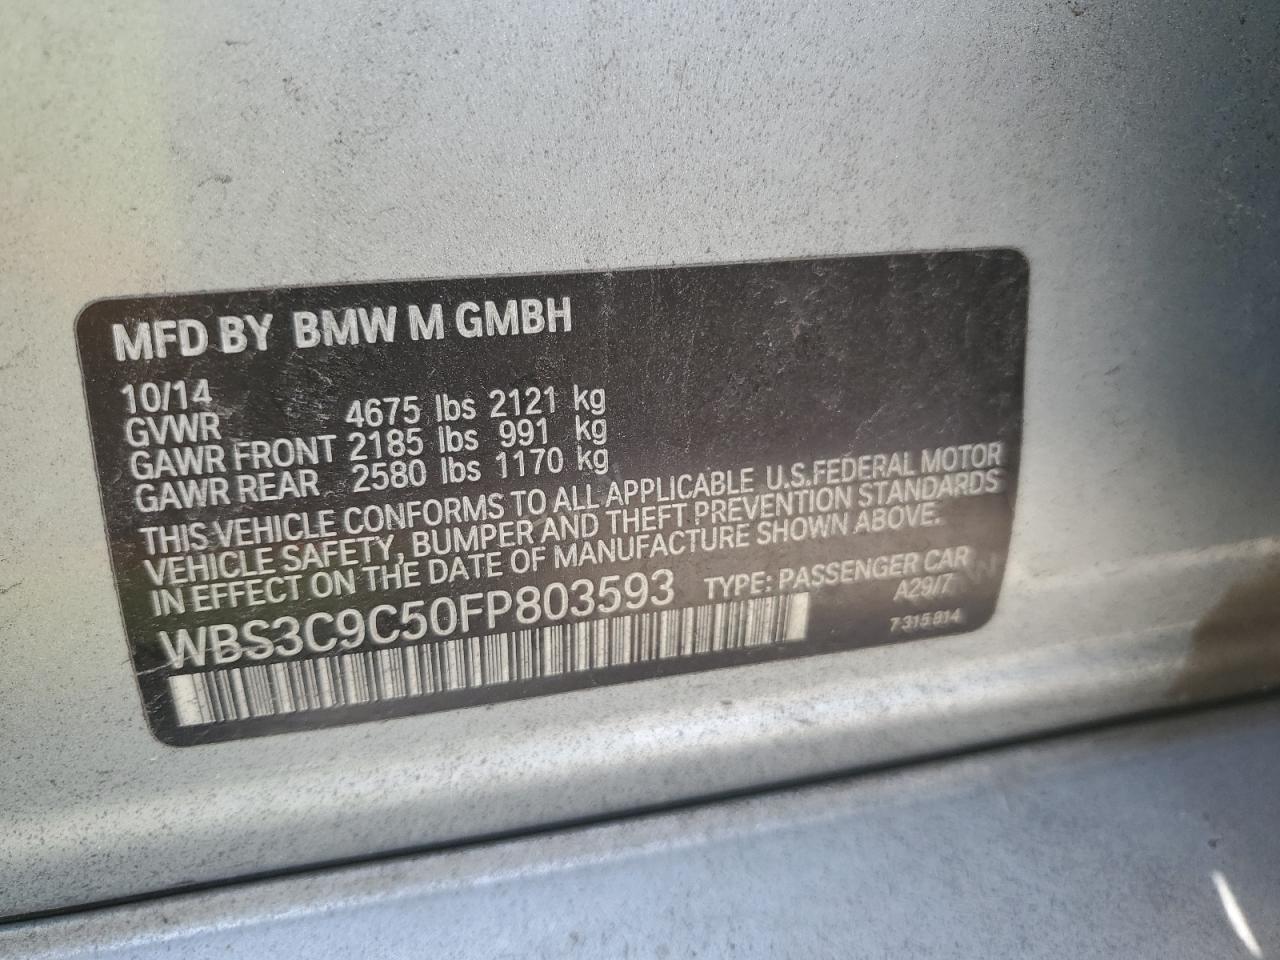 MFD BY BMW M GMBH
10/14
GVWR 4675 lbs 2121 kg
GAWR FRONT 2185 lbs 991 kg
GAWR REAR 2580 lbs 1170 kg
THIS VEHICLE CONFORMS TO ALL APPLICABLE U.S.FEDERAL MOTOR
VEHICLE SAFETY, BUMPER AND THEFT PREVENTION STANDARDS
IN EFFECT ON THE DATE OF MANUFACTURE SHOWN ABOVE.
WBS3C9C50FP803593 TYPE: PASSENGER CAR
A29/7
7 315 814